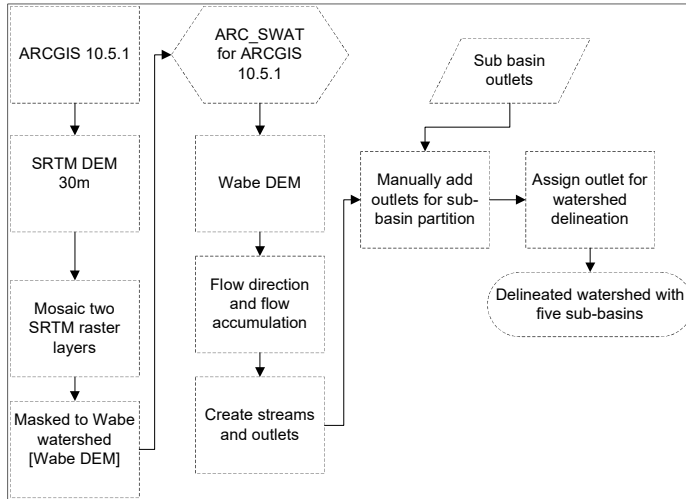 ARCGIS 10.5.1
SRTM DEM
30m
Mosaic two
SRTM raster
layers
Masked to Wabe
watershed
[Wabe DEM]
ARC_SWAT
for ARCGIS
10.5.1
Wabe DEM
Flow direction
and flow
accumulation
Create streams
and outlets
Sub basin
outlets
Manually add
outlets for sub-
basin partition
Assign outlet for
watershed
delineation
Delineated watershed with
five sub-basins